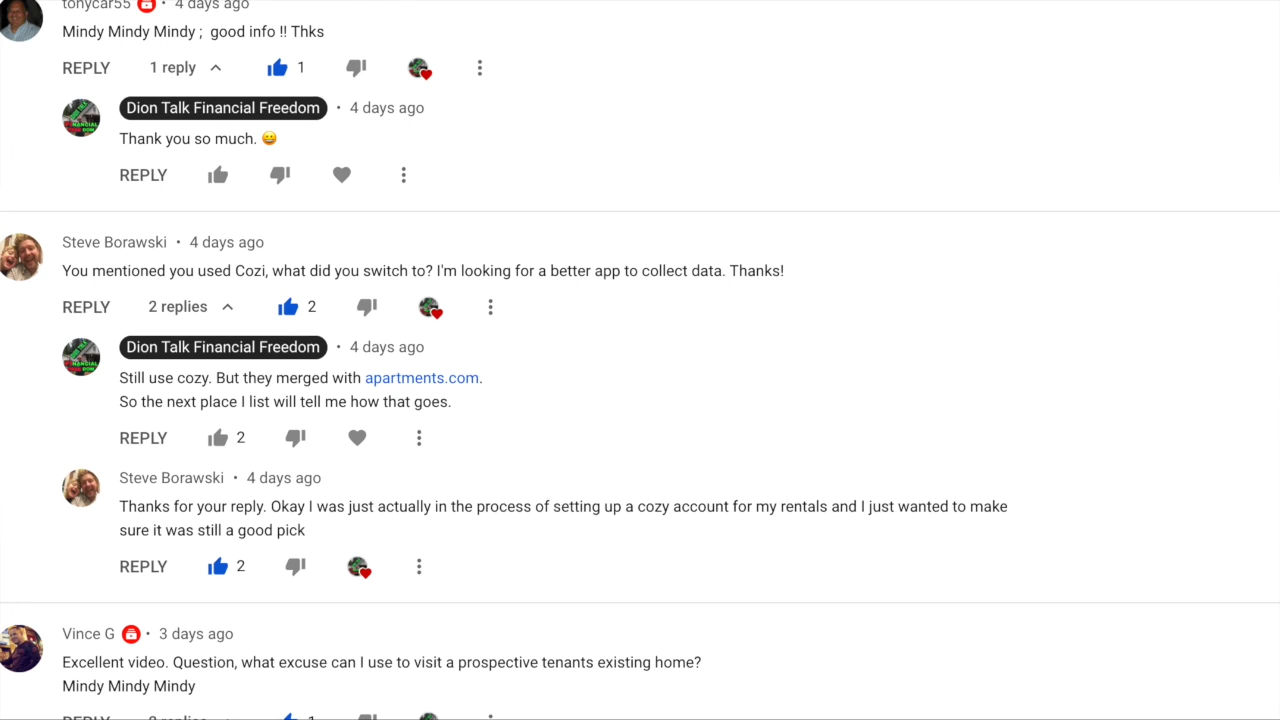 tonycar55 • 4 days ago
Mindy Mindy Mindy ; good info !! Thks
REPLY 1 reply 1
Dion Talk Financial Freedom • 4 days ago
Thank you so much. 😀
REPLY
Steve Borawski • 4 days ago
You mentioned you used Cozi, what did you switch to? I'm looking for a better app to collect data. Thanks!
REPLY 2 replies 2
Dion Talk Financial Freedom • 4 days ago
Still use cozy. But they merged with apartments.com.
So the next place I list will tell me how that goes.
REPLY 2
Steve Borawski • 4 days ago
Thanks for your reply. Okay I was just actually in the process of setting up a cozy account for my rentals and I just wanted to make
sure it was still a good pick
REPLY 2
Vince G • 3 days ago
Excellent video. Question, what excuse can I use to visit a prospective tenants existing home?
Mindy Mindy Mindy
REPLY 2 replies 1